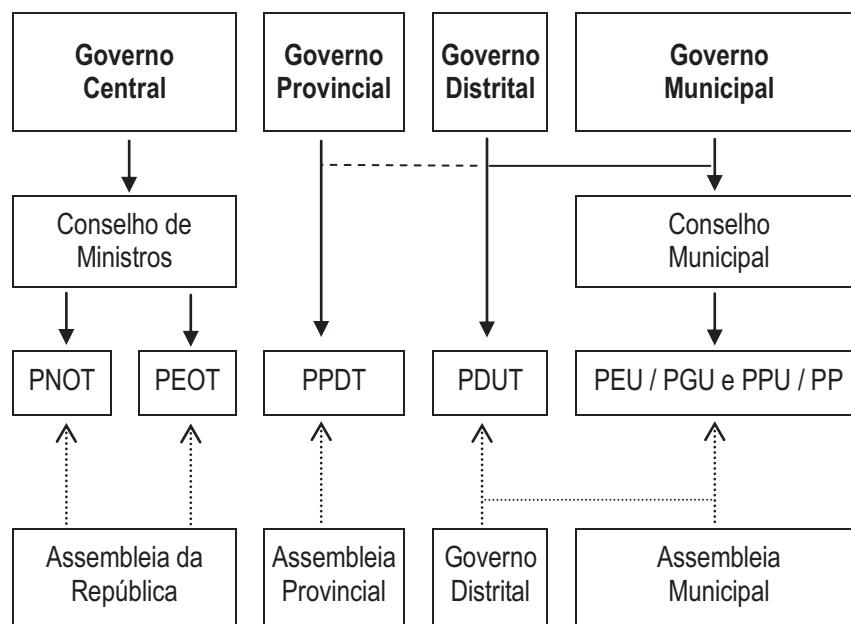 Governo
Central
Governo
Provincial
Governo
Distrital
Governo
Municipal
Conselho de
Ministros
Conselho
Municipal
PNOT
PEOT
PPDT
PDUT
PEU / PGU e PPU / PP
Assembleia da
República
Assembleia
Provincial
Governo
Distrital
Assembleia
Municipal